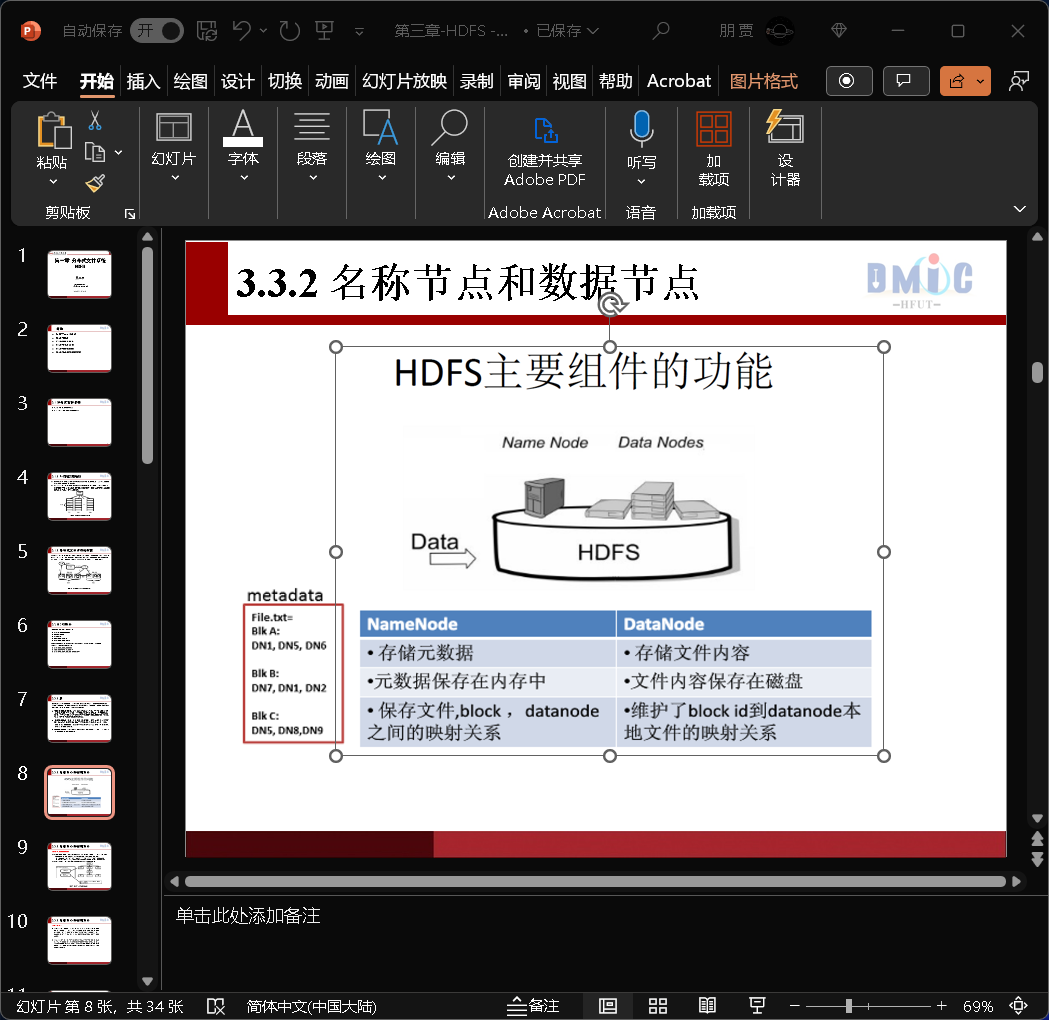 自动保存 开 第三章-HDFS -... • 已保存 朋 贾
文件 开始 插入 绘图 设计 切换 动画 幻灯片放映 录制 审阅 视图 帮助 Acrobat 图片格式
粘贴 幻灯片 字体 段落 绘图 编辑 创建并共享 Adobe PDF 听写 加载项 设计器
剪贴板 Adobe Acrobat 语音 加载项
1
2
3
4
5
6
7
8
9
10
3.3.2 名称节点和数据节点
DMiC
-HFUT-
HDFS主要组件的功能
Name Node Data Nodes
Data
HDFS
metadata
File.txt=
Blk A:
DN1, DN5, DN6
Blk B:
DN7, DN1, DN2
Blk C:
DN5, DN8,DN9
NameNode DataNode
• 存储元数据 • 存储文件内容
•元数据保存在内存中 •文件内容保存在磁盘
• 保存文件,block ，datanode
之间的映射关系
•维护了block id到datanode本
地文件的映射关系
单击此处添加备注
幻灯片 第 8 张，共 34 张 简体中文(中国大陆) 备注 69%